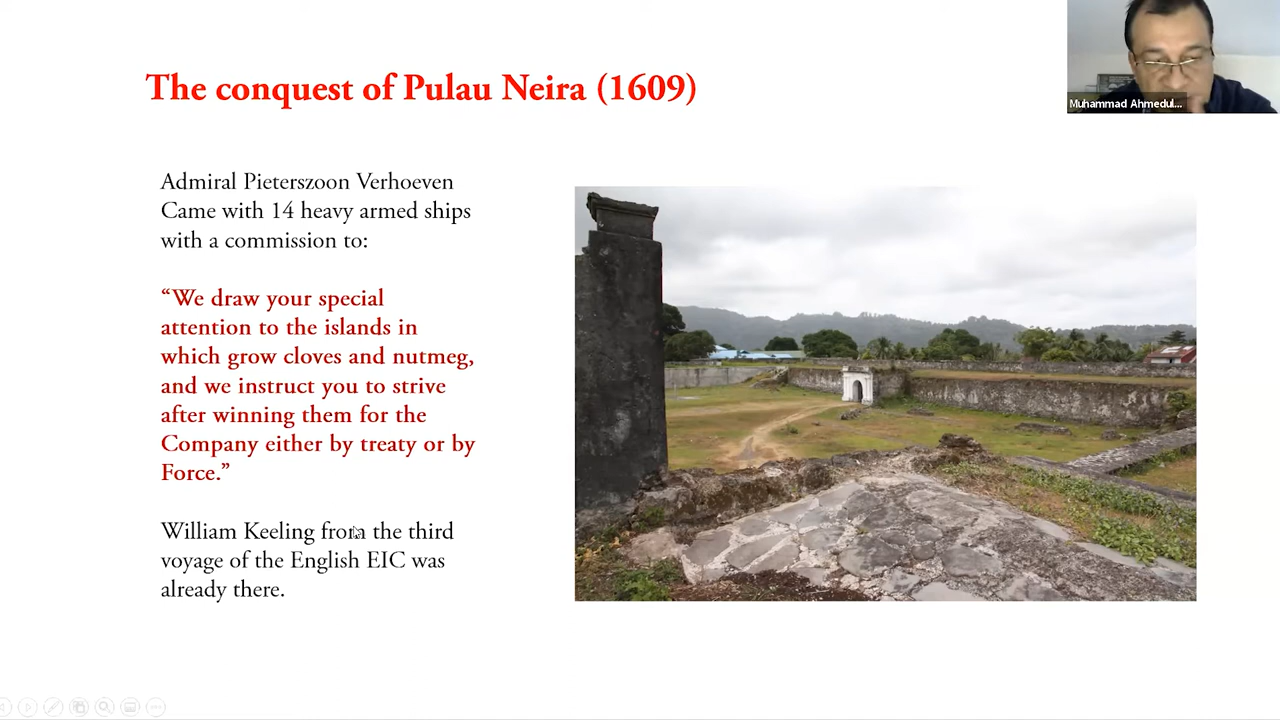 The conquest of Pulau Neira (1609)
Muhammad Ahmedul...
Admiral Pieterszoon Verhoeven
Came with 14 heavy armed ships
with a commission to:
“We draw your special
attention to the islands in
which grow cloves and nutmeg,
and we instruct you to strive
after winning them for the
Company either by treaty or by
Force.”
William Keeling from the third
voyage of the English EIC was
already there.